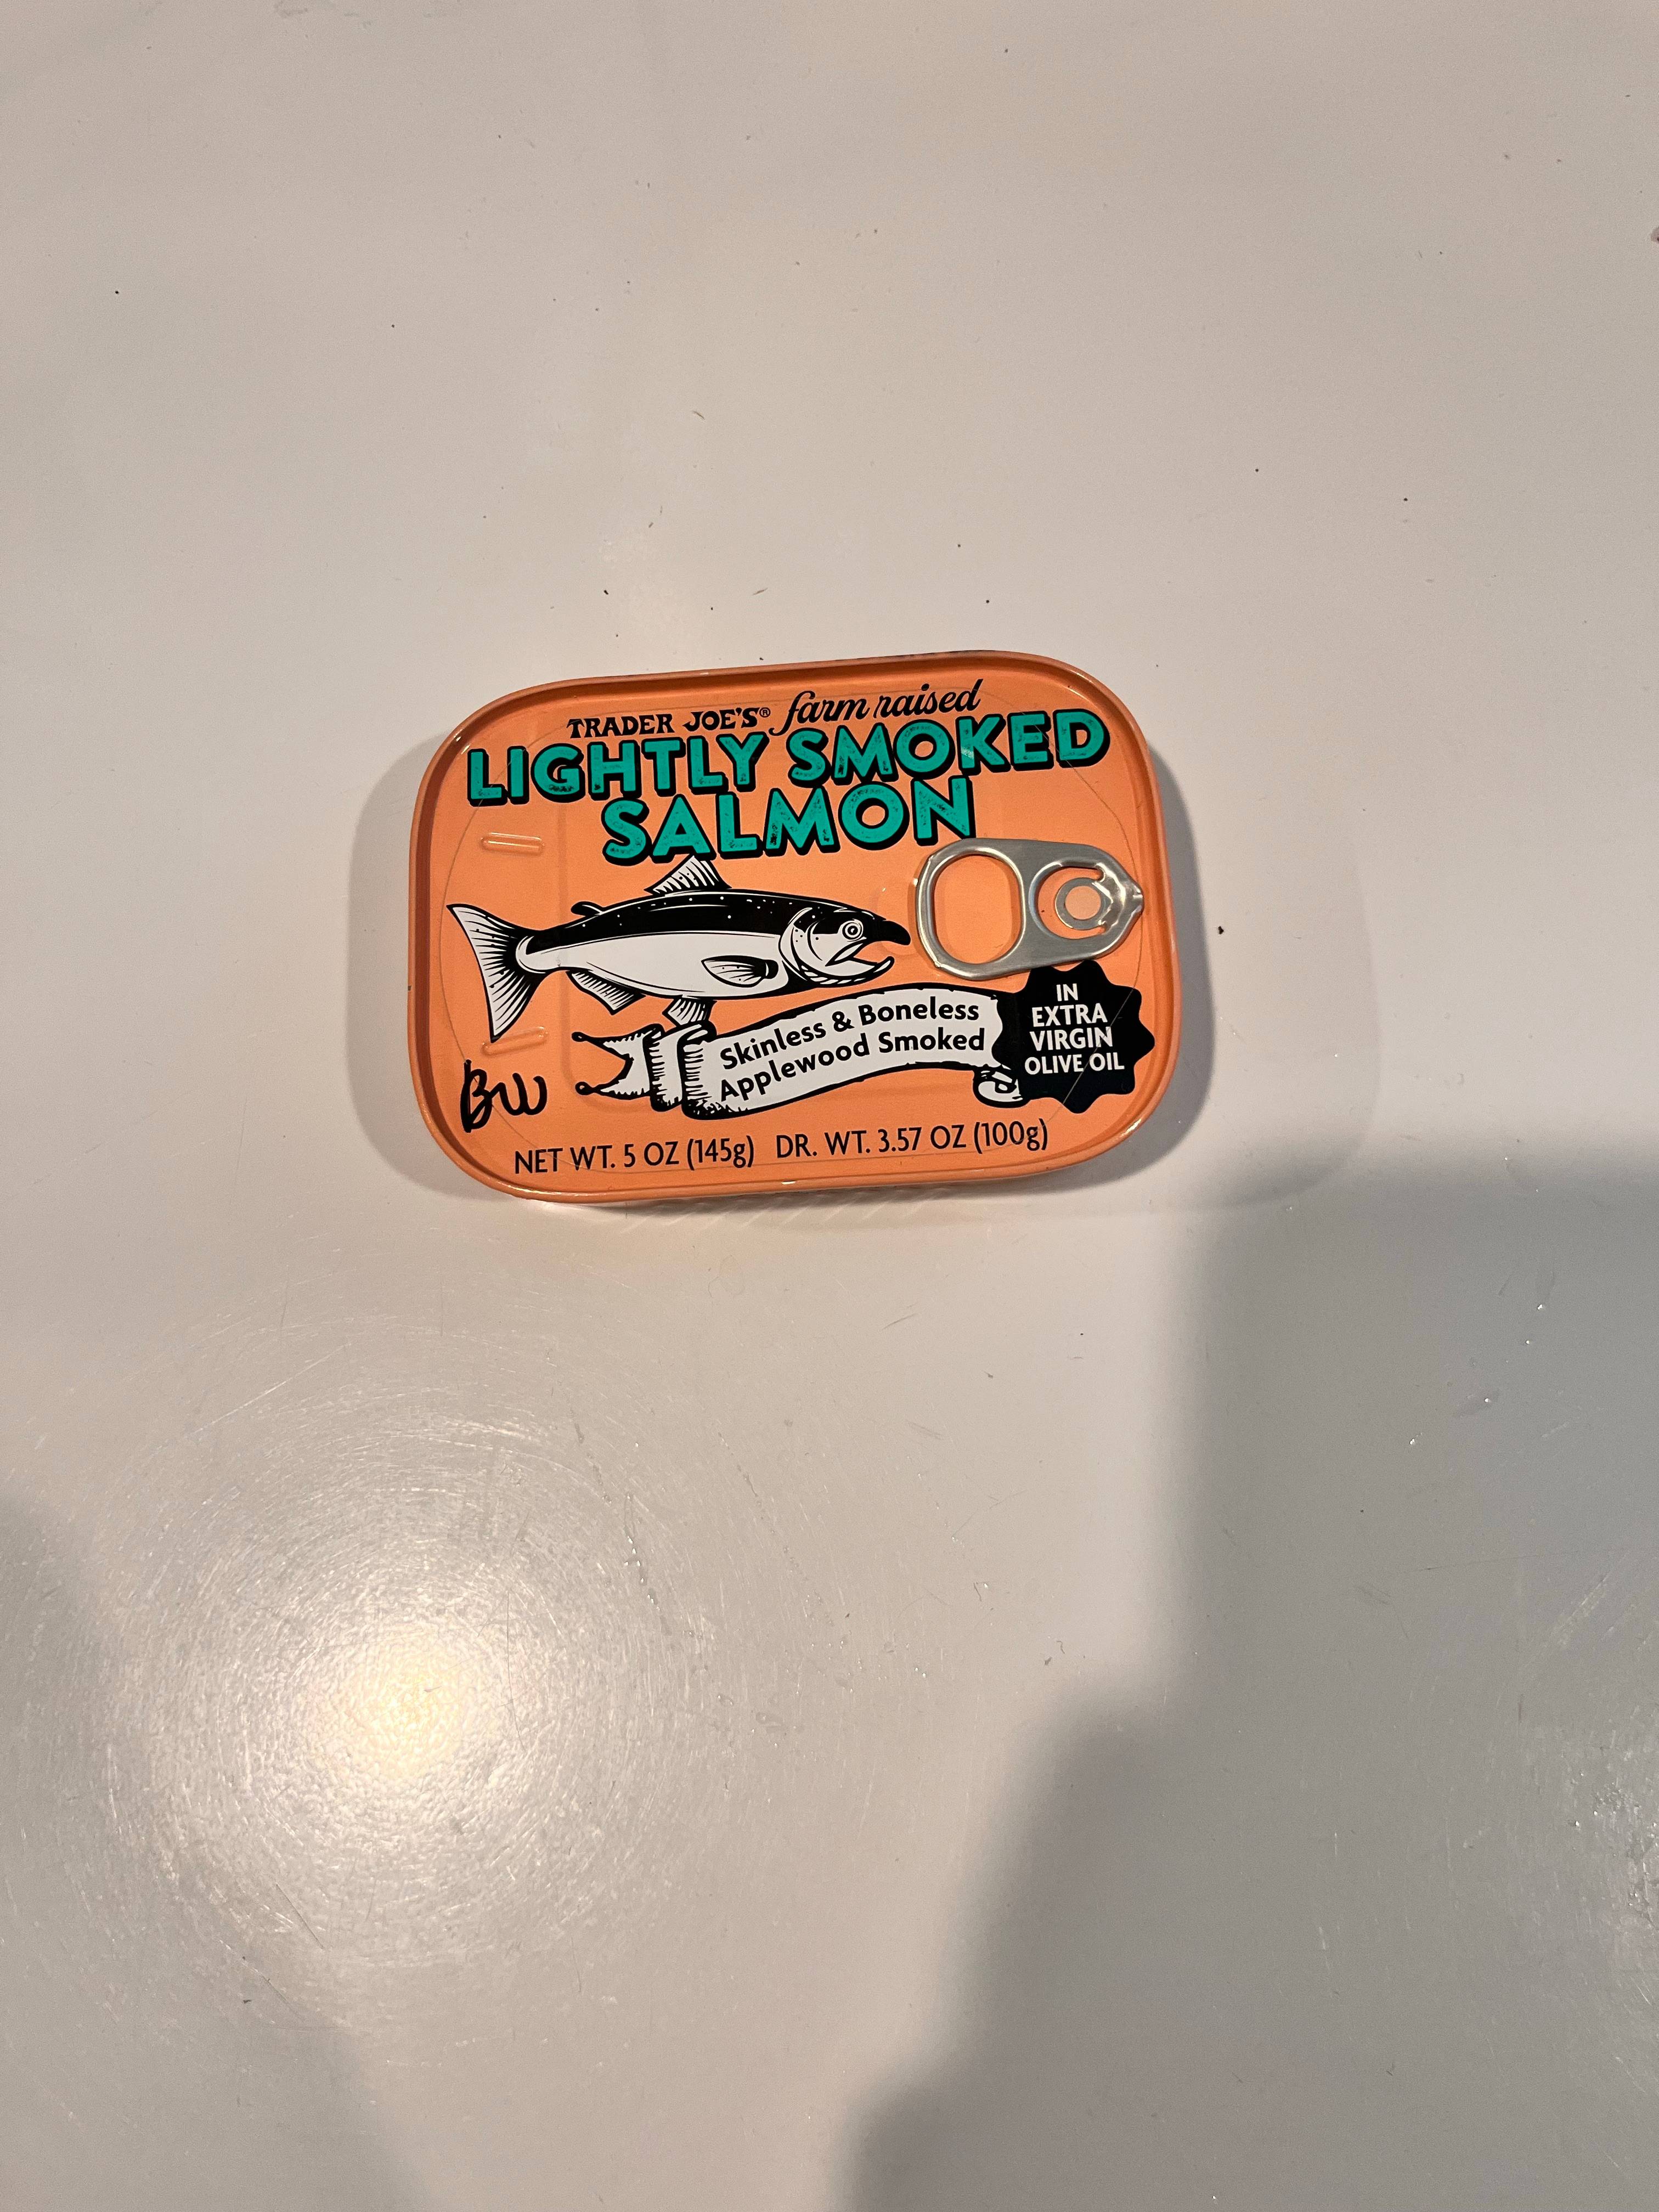 TRADER JOE'S® farm raised
LIGHTLY SMOKED
SALMON
IN
EXTRA
VIRGIN
OLIVE OIL
Skinless & Boneless
Applewood Smoked
BW
NET WT. 5 OZ (145g) DR. WT. 3.57 OZ (100g)